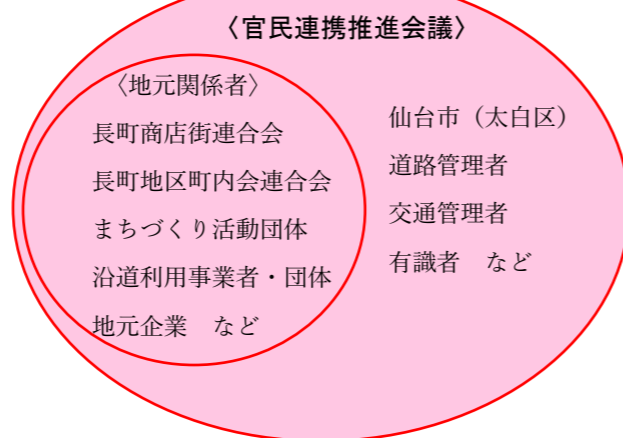 〈官民連携推進会議〉
〈地元関係者〉
長町商店街連合会
長町地区町内会連合会
まちづくり活動団体
沿道利用事業者・団体
地元企業　など
仙台市（太白区）
道路管理者
交通管理者
有識者　など